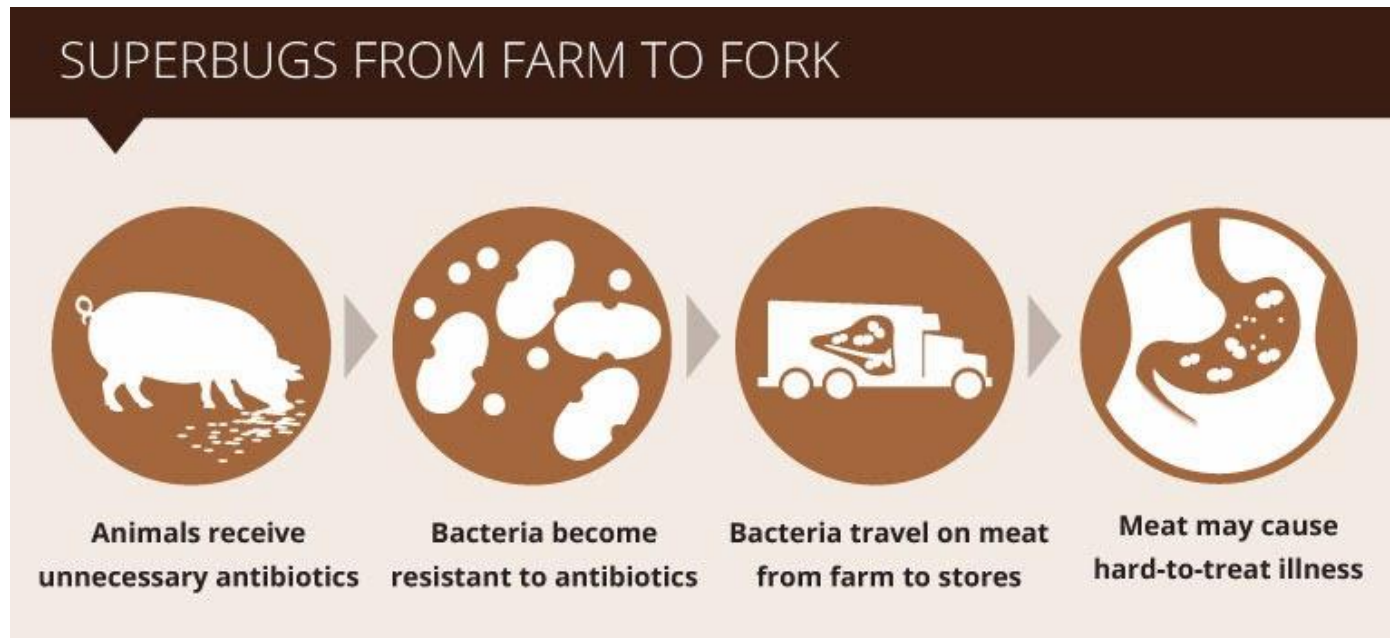 SUPERBUGS FROM FARM TO FORK
Animals receive
unnecessary antibiotics
Bacteria become
resistant to antibiotics
Bacteria travel on meat
from farm to stores
Meat may cause
hard-to-treat illness